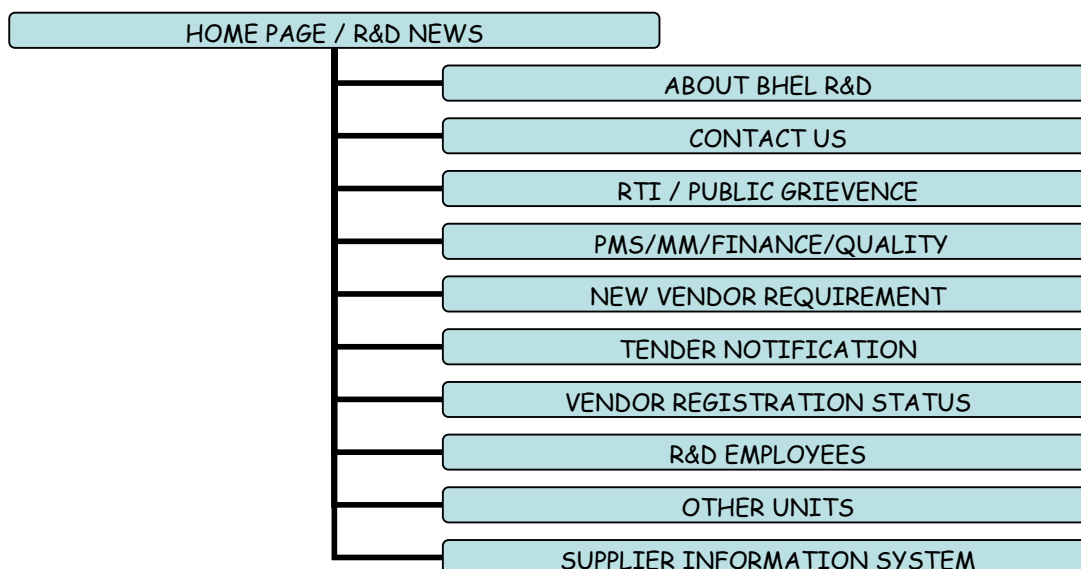 HOME PAGE / R&D NEWS
ABOUT BHEL R&D
CONTACT US
RTI / PUBLIC GRIEVENCE
PMS/MM/FINANCE/QUALITY
NEW VENDOR REQUIREMENT
TENDER NOTIFICATION
VENDOR REGISTRATION STATUS
R&D EMPLOYEES
OTHER UNITS
SUPPLIER INFORMATION SYSTEM